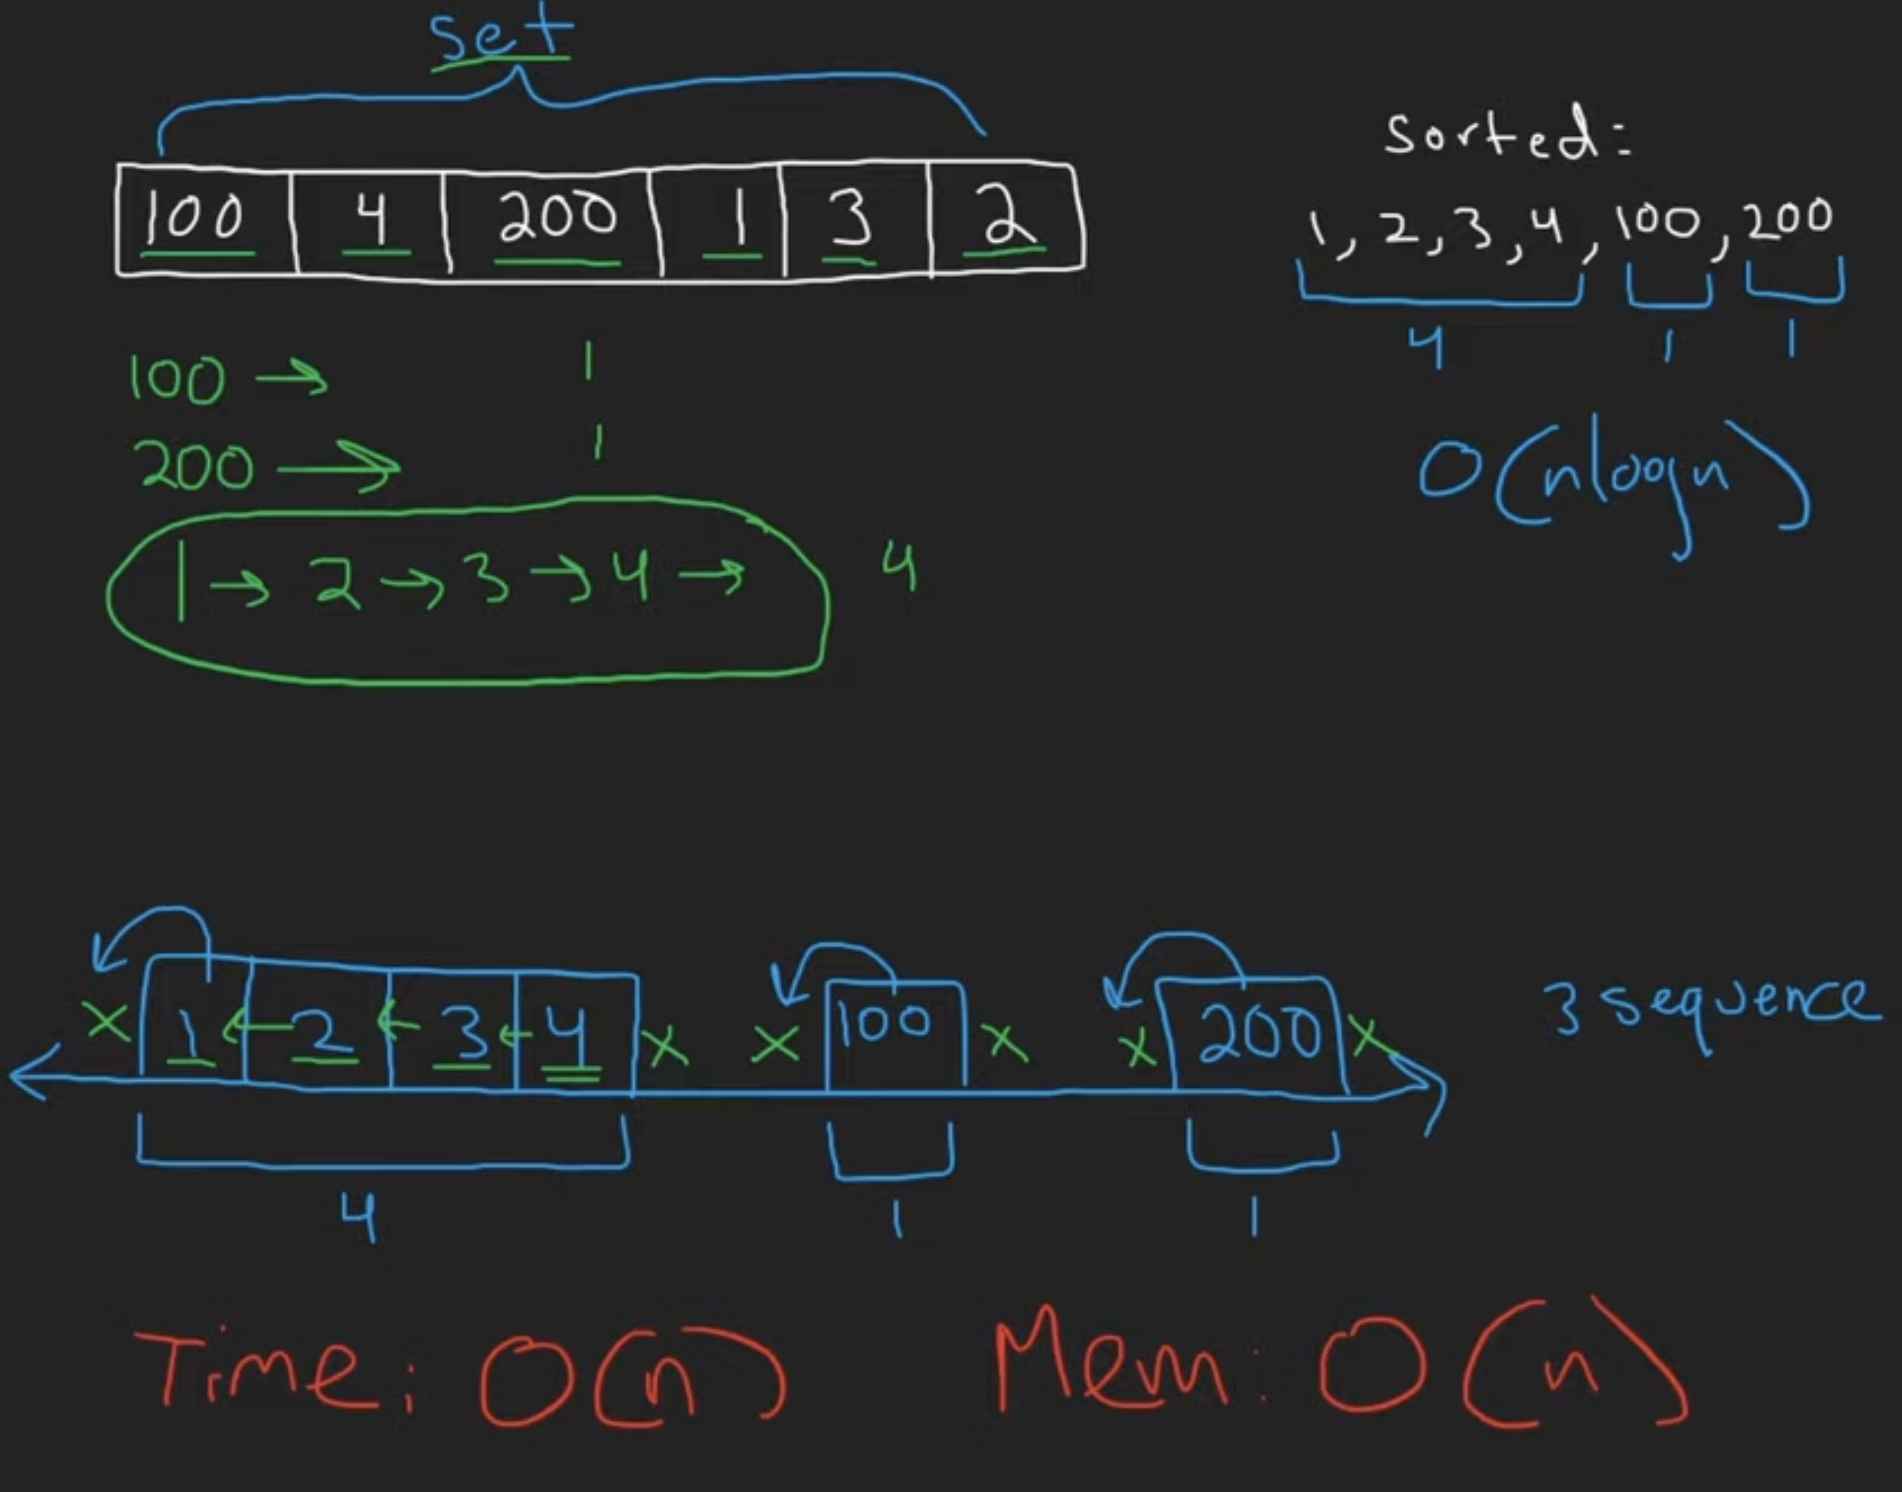 set
100 4 200 1 3 2
sorted:
1, 2, 3, 4, 100, 200
4 1 1
O(nlogn)
100 → 1
200 → 1
1 → 2 → 3 → 4 → 4
x 1 ← 2 ← 3 ← 4 x x 100 x x 200 x
3 sequence
4 1 1
Time: O(n) Mem: O(n)